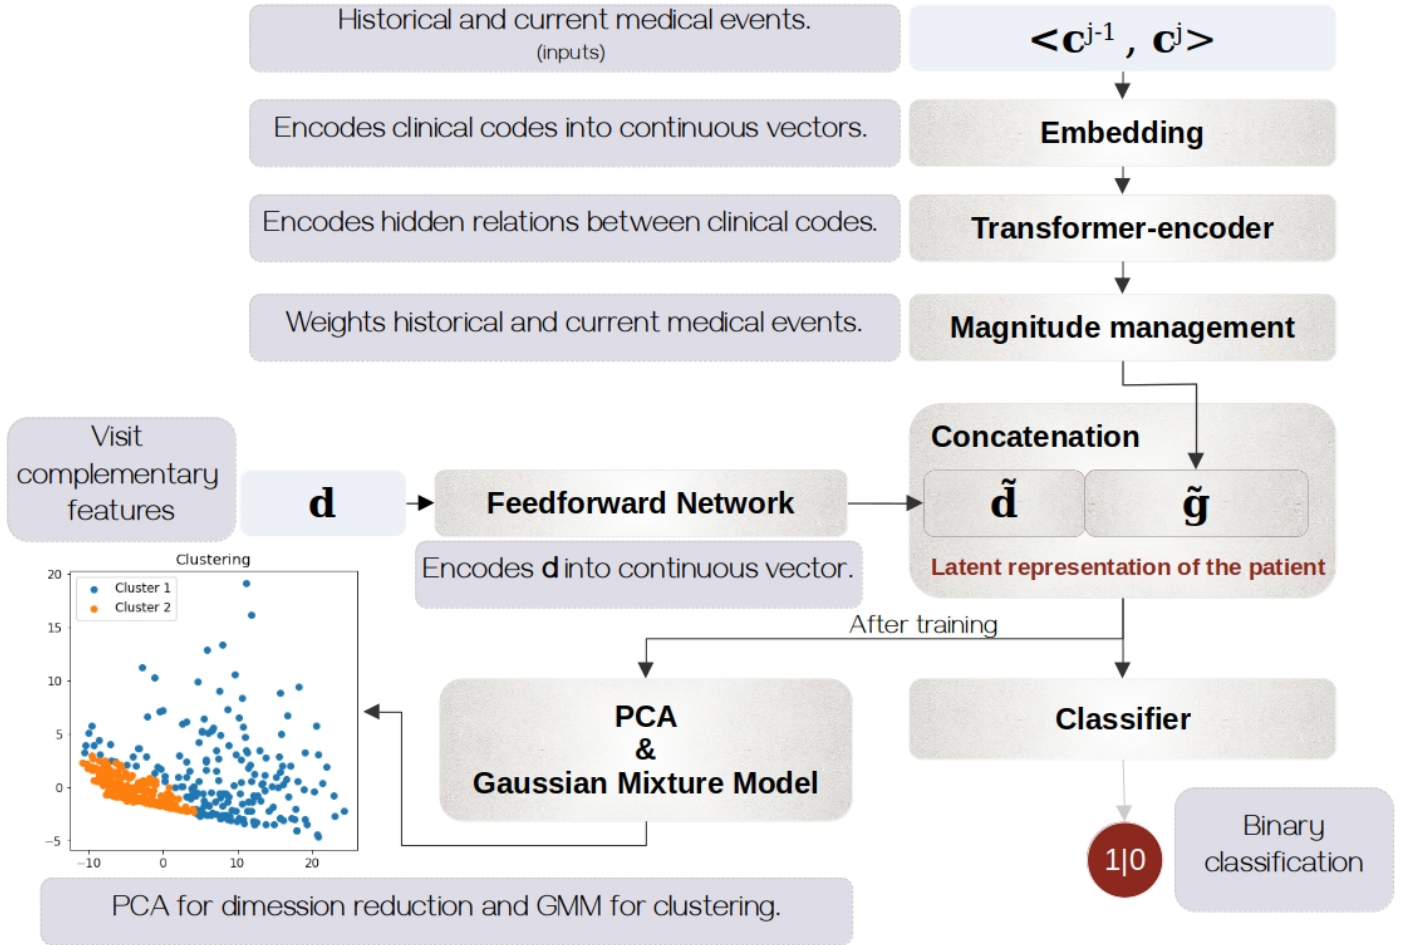 Historical and current medical events.
(inputs)
<c^j-1 , c^j>
Encodes clinical codes into continuous vectors.
Embedding
Encodes hidden relations between clinical codes.
Transformer-encoder
Weights historical and current medical events.
Magnitude management
Visit
complementary
features
d
Feedforward Network
Encodes d into continuous vector.
Concatenation
d̃
g̃
Latent representation of the patient
After training
Clustering
Cluster 1
Cluster 2
20
15
10
5
0
−5
−10
0
10
20
PCA
&
Gaussian Mixture Model
Classifier
1|0
Binary
classification
PCA for dimession reduction and GMM for clustering.